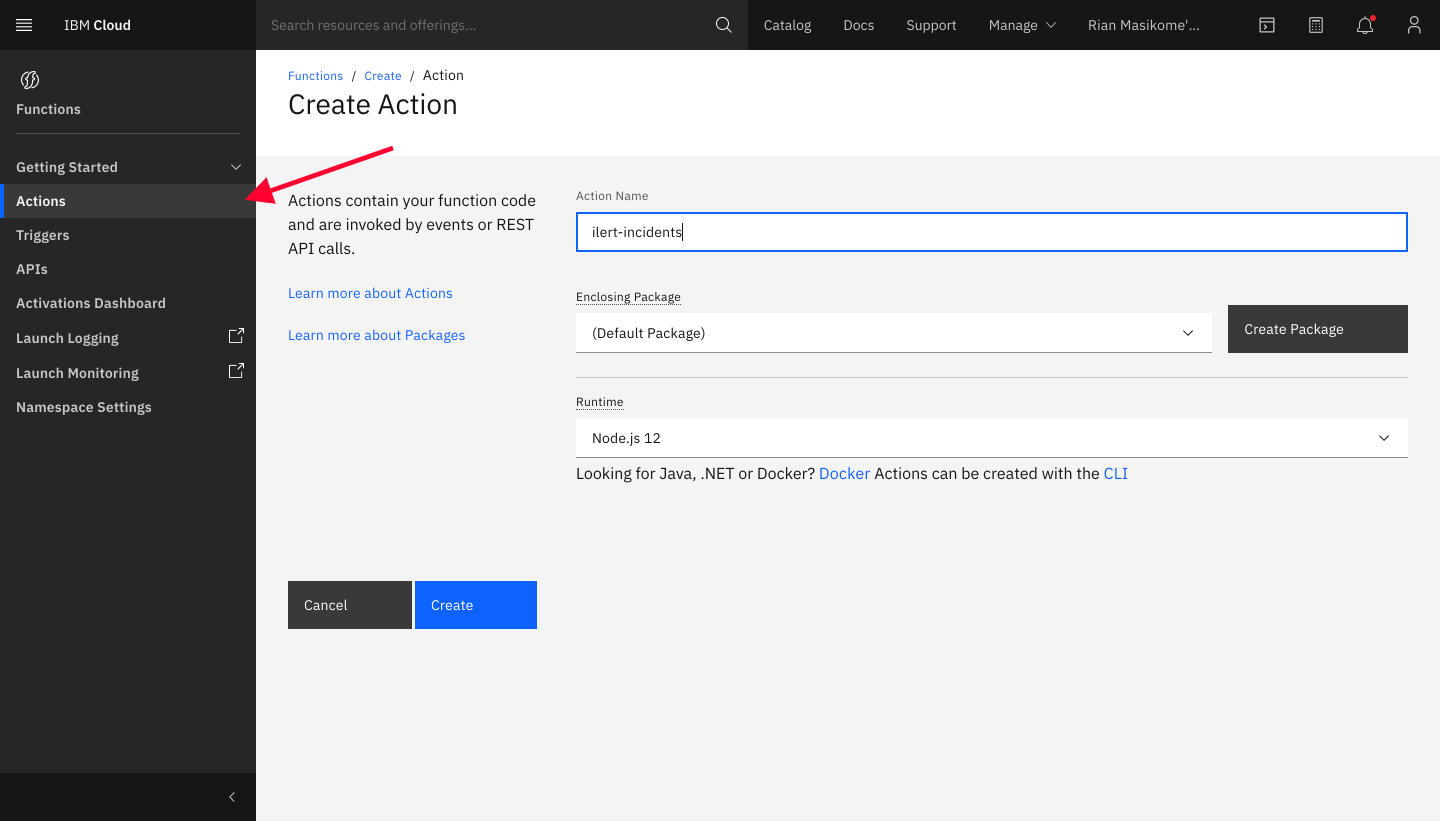 IBM Cloud
Search resources and offerings...
Catalog
Docs
Support
Manage
Rian Masikome'...
Functions
Getting Started
Actions
Triggers
APIs
Activations Dashboard
Launch Logging
Launch Monitoring
Namespace Settings
Functions / Create / Action
Create Action
Actions contain your function code
and are invoked by events or REST
API calls.
Learn more about Actions
Learn more about Packages
Action Name
ilert-incidents
Enclosing Package
(Default Package)
Create Package
Runtime
Node.js 12
Looking for Java, .NET or Docker? Docker Actions can be created with the CLI
Cancel
Create